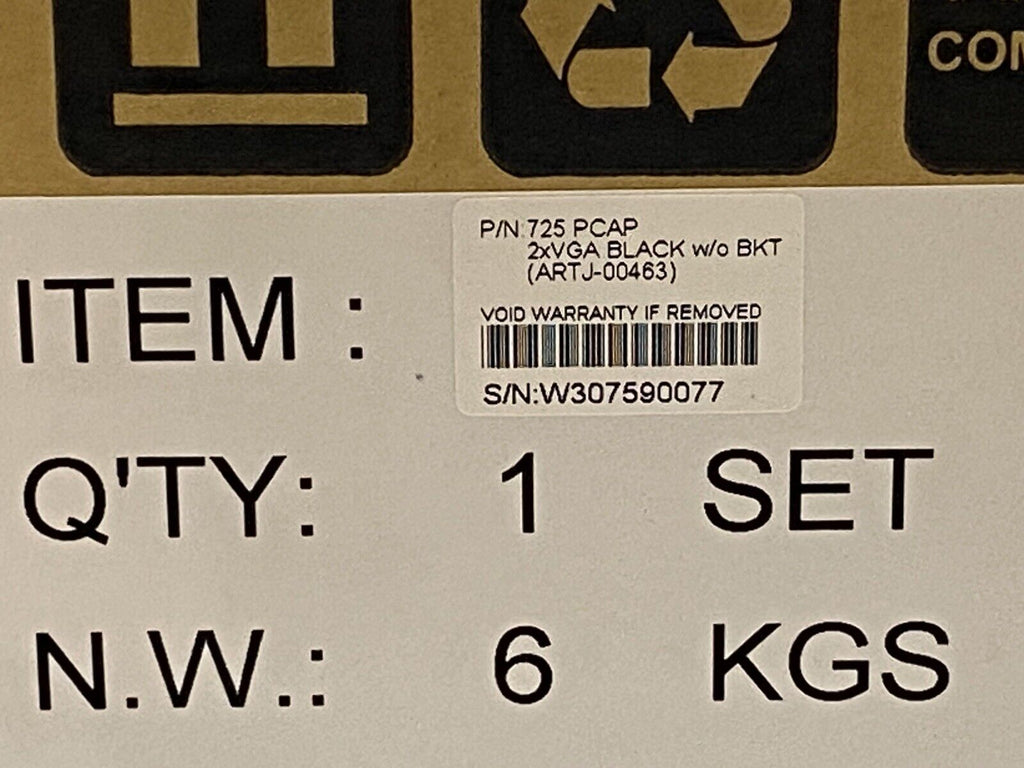 COM
P/N:725 PCAP
2xVGA BLACK w/o BKT
(ARTJ-00463)
ITEM :
VOID WARRANTY IF REMOVED
S/N:W307590077
Q'TY: 1 SET
N.W.: 6 KGS